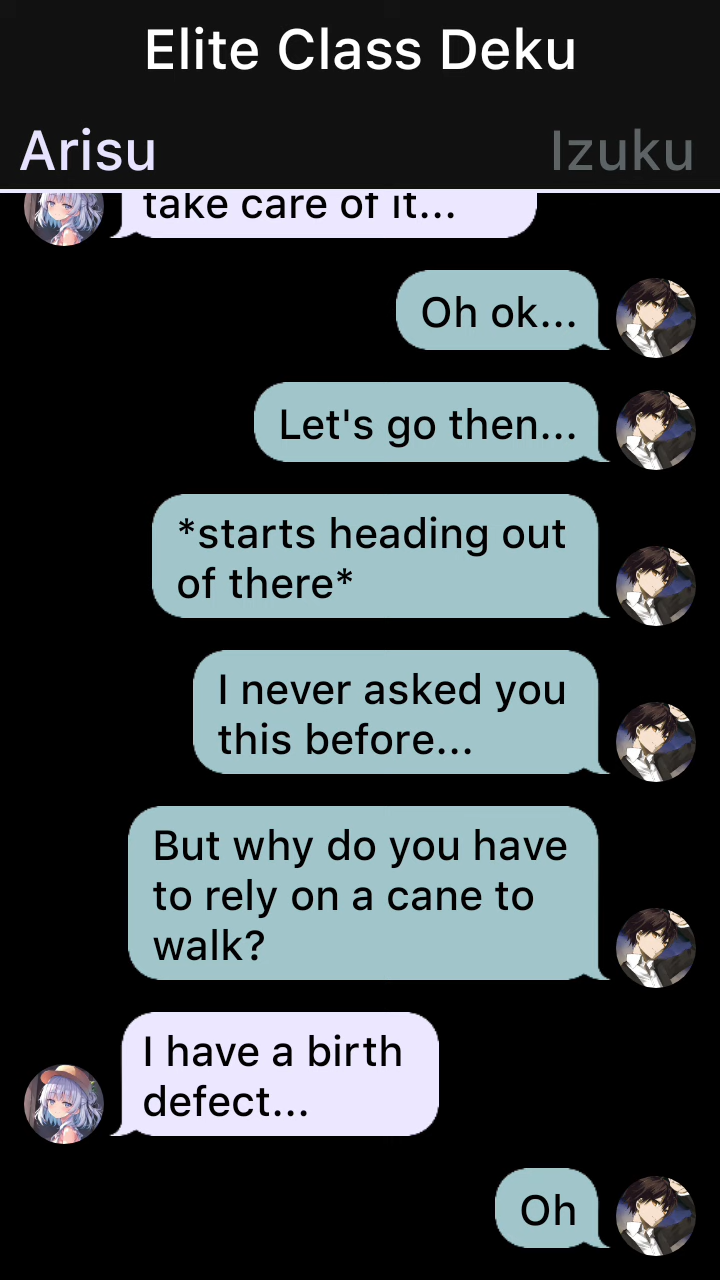 Elite Class Deku
Arisu
Izuku
take care of it...
Oh ok...
Let's go then...
*starts heading out
of there*
I never asked you
this before...
But why do you have
to rely on a cane to
walk?
I have a birth
defect...
Oh